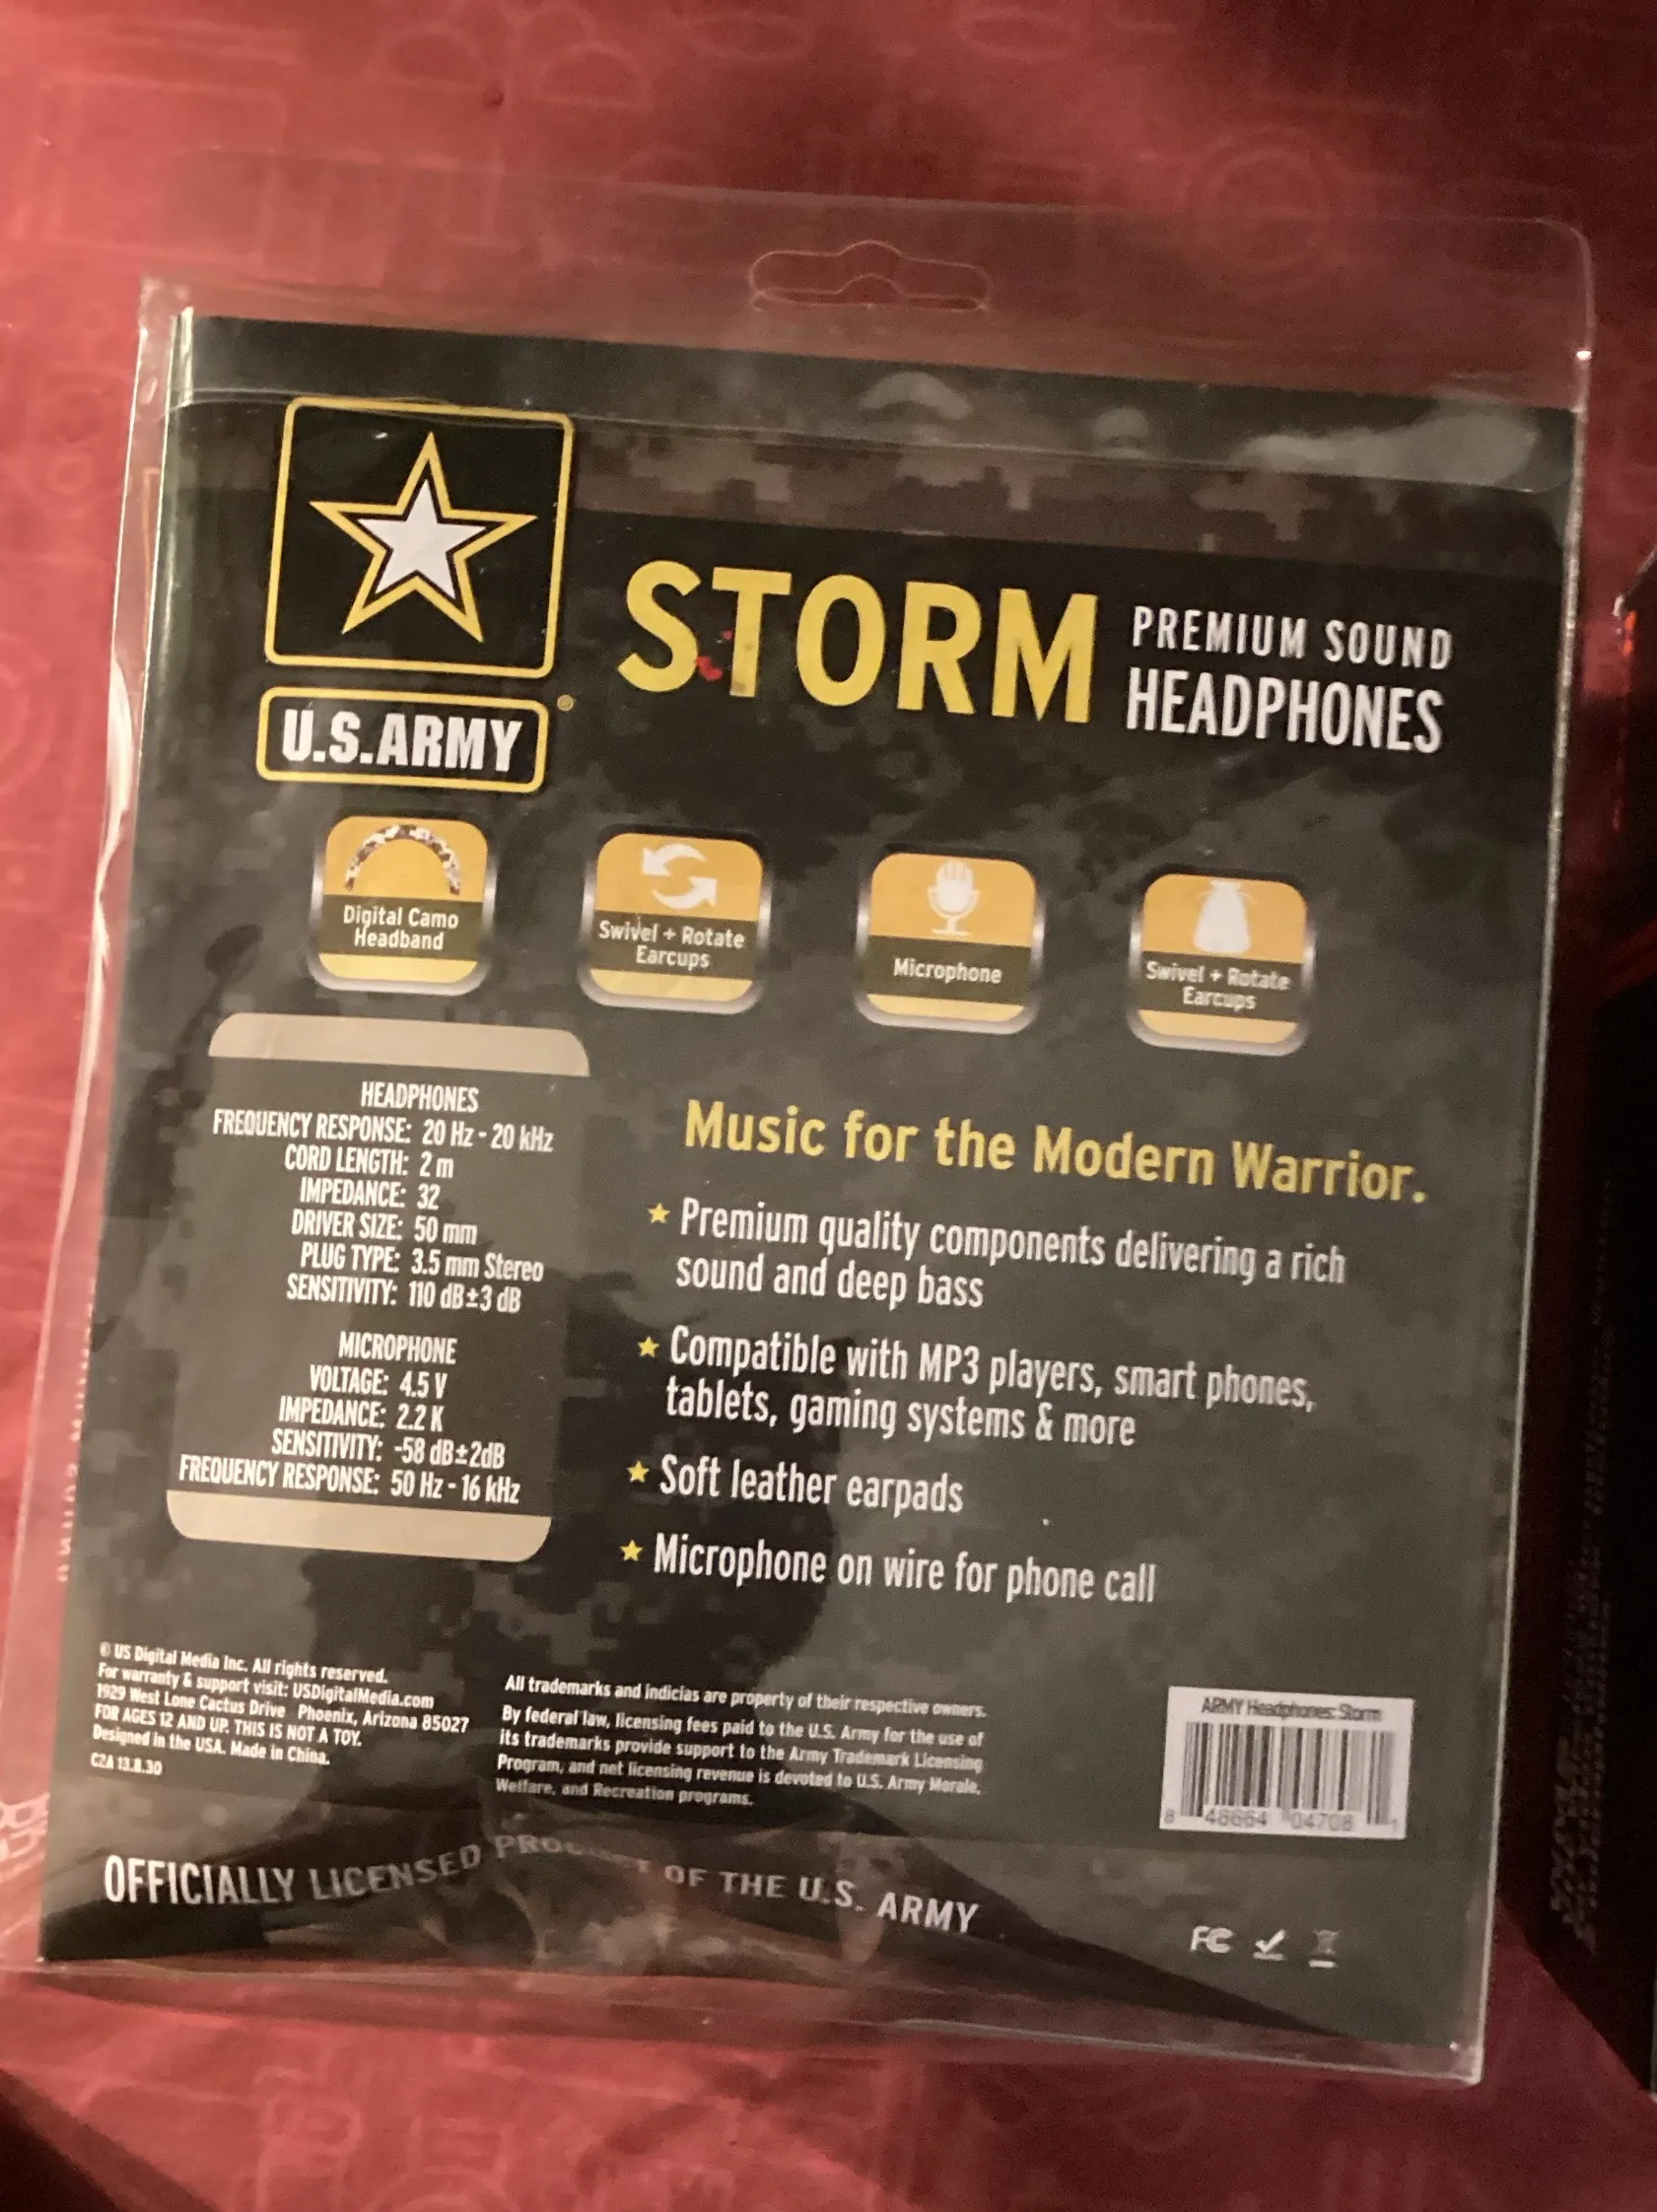 U.S.ARMY
®
STORM
PREMIUM SOUND
HEADPHONES
Digital Camo
Headband
Swivel + Rotate
Earcups
Microphone
Swivel + Rotate
Earcups
HEADPHONES
FREQUENCY RESPONSE: 20 Hz - 20 kHz
CORD LENGTH: 2 m
IMPEDANCE: 32
DRIVER SIZE: 50 mm
PLUG TYPE: 3.5 mm Stereo
SENSITIVITY: 110 dB±3 dB
MICROPHONE
VOLTAGE: 4.5 V
IMPEDANCE: 2.2 K
SENSITIVITY: -58 dB±2dB
FREQUENCY RESPONSE: 50 Hz - 16 kHz
Music for the Modern Warrior.
Premium quality components delivering a rich
sound and deep bass
Compatible with MP3 players, smart phones,
tablets, gaming systems & more
Soft leather earpads
Microphone on wire for phone call
© US Digital Media Inc. All rights reserved.
For warranty & support visit: USDigitalMedia.com
1929 West Lone Cactus Drive Phoenix, Arizona 85027
FOR AGES 12 AND UP. THIS IS NOT A TOY.
Designed in the USA. Made in China.
C2A 13.8.30
All trademarks and indicias are property of their respective owners.
By federal law, licensing fees paid to the U.S. Army for the use of
its trademarks provide support to the Army Trademark Licensing
Program, and net licensing revenue is devoted to U.S. Army Morale,
Welfare, and Recreation programs.
ARMY Headphones: Storm
8 48664 04708 1
OFFICIALLY LICENSED PRODUCT OF THE U.S. ARMY
FC